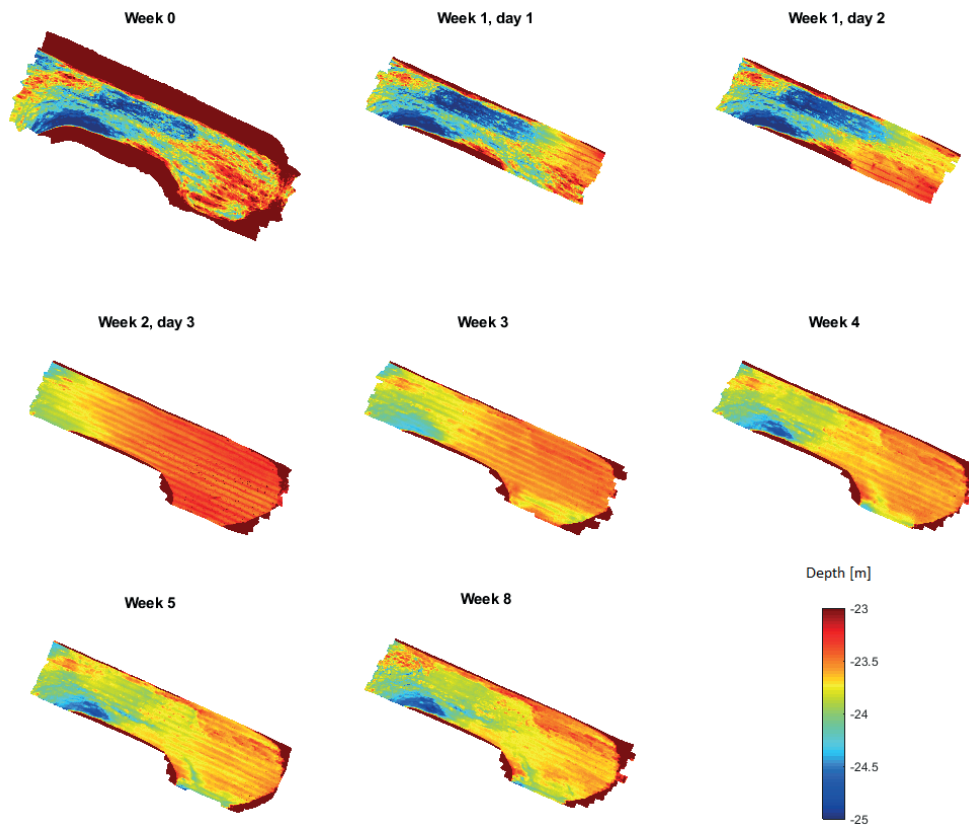 Week 0
Week 1, day 1
Week 1, day 2
Week 2, day 3
Week 3
Week 4
Week 5
Week 8
Depth [m]
-23
-23.5
-24
-24.5
-25